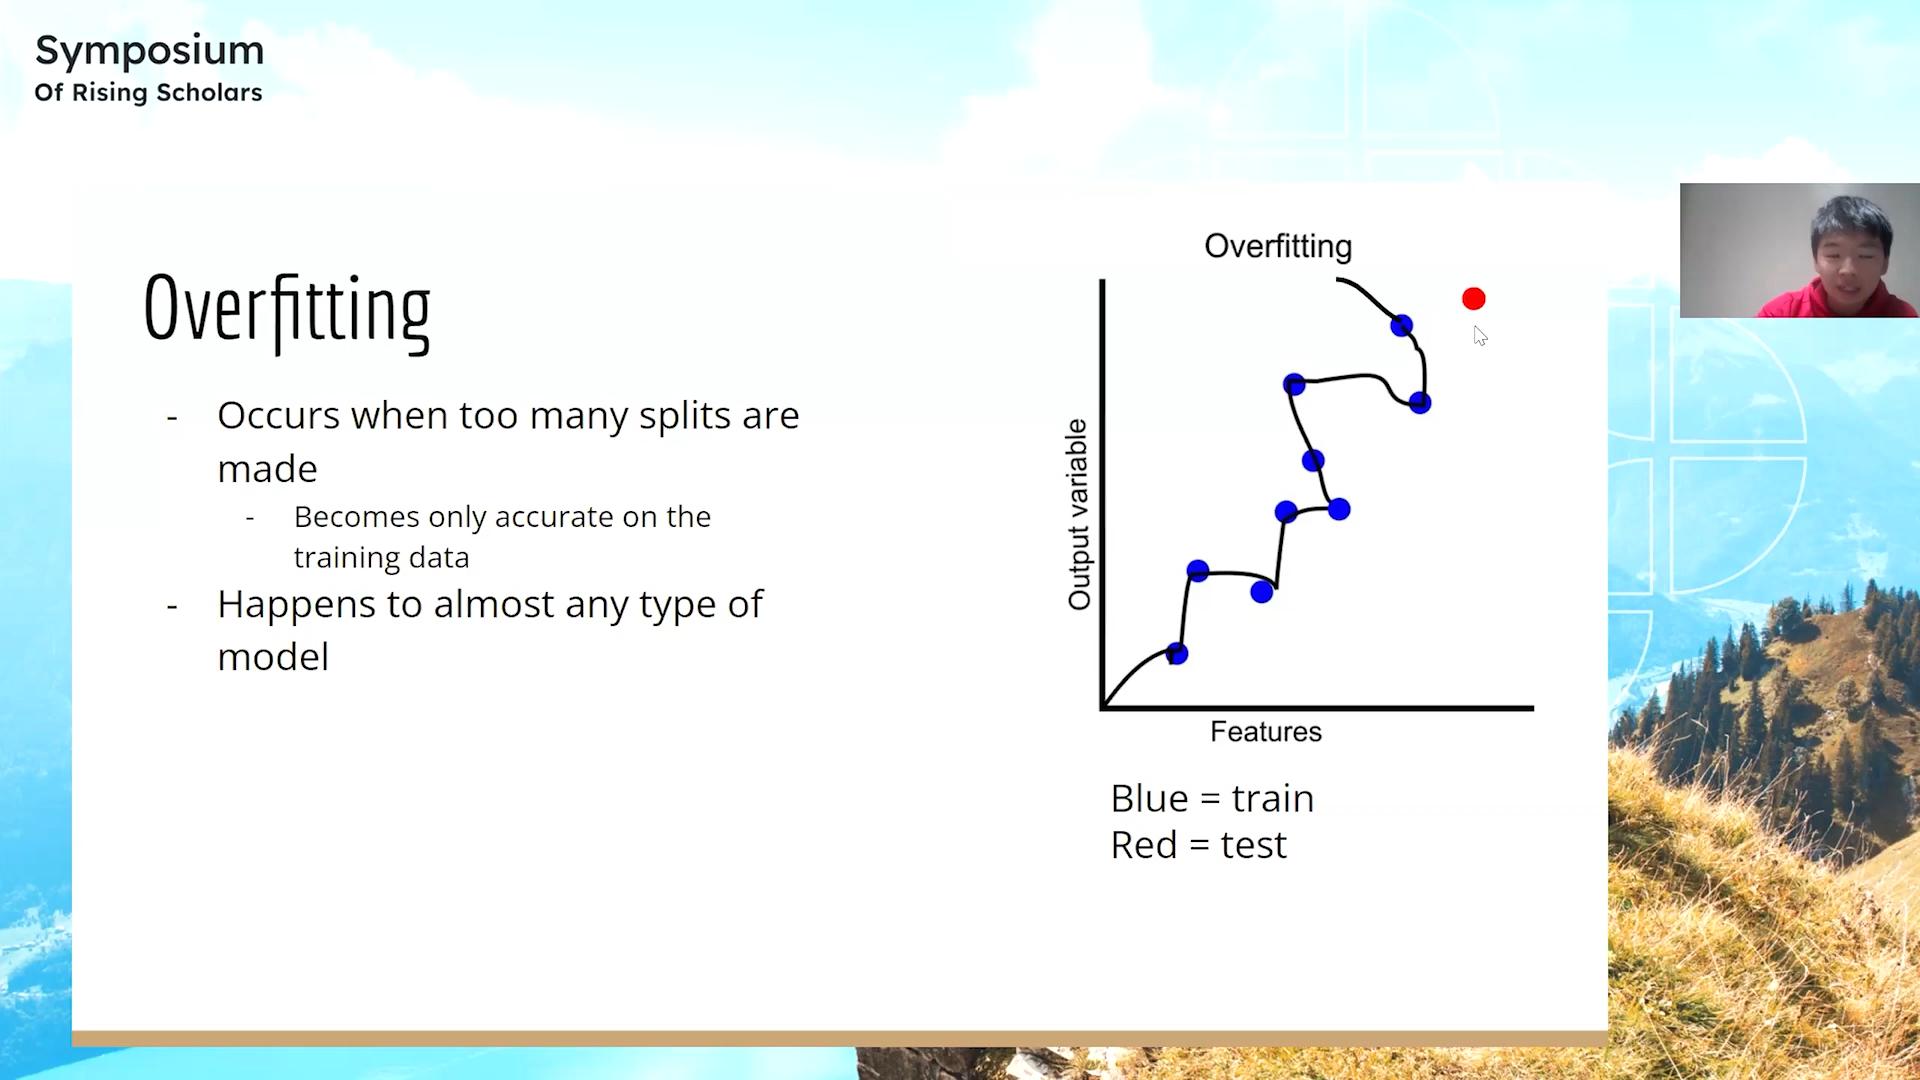 Symposium
Of Rising Scholars
Overfitting
- Occurs when too many splits are
made
- Becomes only accurate on the
training data
- Happens to almost any type of
model
Overfitting
Output variable
Features
Blue = train
Red = test